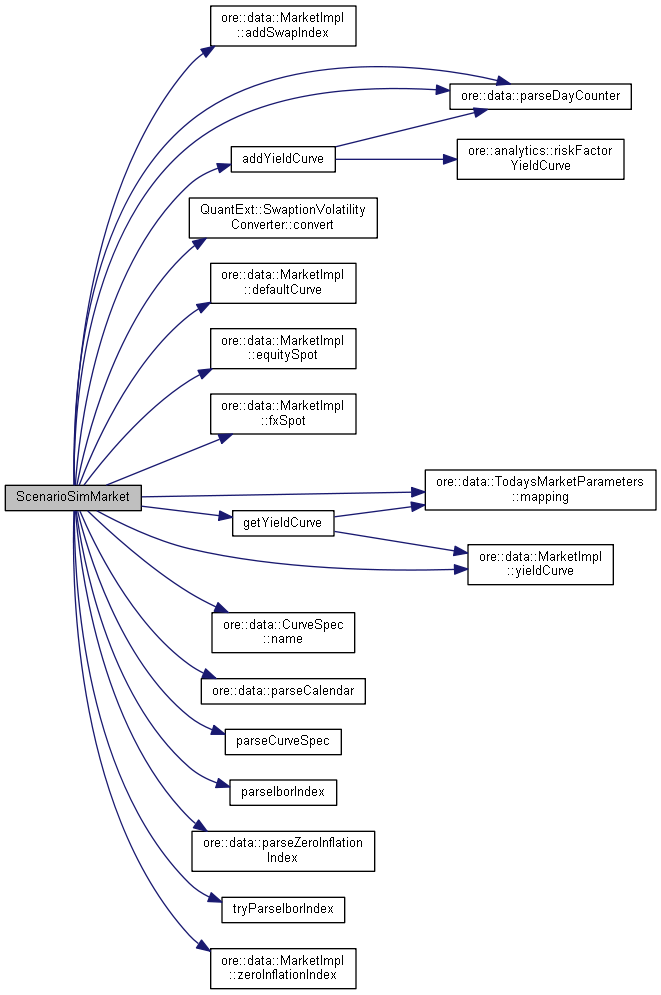 ore::data::MarketImpl
::addSwapIndex
ore::data::parseDayCounter
addYieldCurve
ore::analytics::riskFactor
YieldCurve
QuantExt::SwaptionVolatility
Converter::convert
ore::data::MarketImpl
::defaultCurve
ore::data::MarketImpl
::equitySpot
ore::data::MarketImpl
::fxSpot
ScenarioSimMarket
ore::data::TodaysMarketParameters
::mapping
getYieldCurve
ore::data::MarketImpl
::yieldCurve
ore::data::CurveSpec
::name
ore::data::parseCalendar
parseCurveSpec
parseIborIndex
ore::data::parseZeroInflation
Index
tryParseIborIndex
ore::data::MarketImpl
::zeroInflationIndex